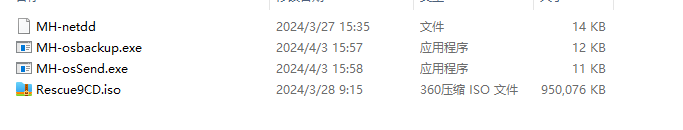 MH-netdd 2024/3/27 15:35 文件 14 KB
MH-osbackup.exe 2024/4/3 15:57 应用程序 12 KB
MH-osSend.exe 2024/4/3 15:58 应用程序 11 KB
Rescue9CD.iso 2024/3/28 9:15 360压缩 ISO 文件 950,076 KB